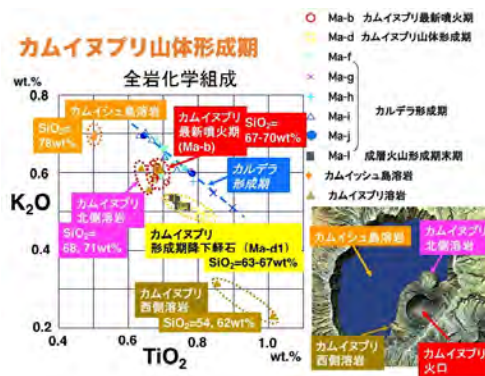 カムイヌプリ山体形成期
全岩化学組成
wt.%
0.8
0.6
K2O
0.4
0.2
0.4
0.6
0.8
1.0
wt.%
TiO2
カムイシュ島溶岩
SiO2=
78wt%
カムイヌプリ
最新噴火期
(Ma-b)
SiO2=
67-70wt%
カルデラ
形成期
カムイヌプリ
北側溶岩
SiO2=
68, 71wt%
カムイヌプリ
形成期降下軽石 (Ma-d1)
SiO2=63-67wt%
カムイヌプリ
西側溶岩
SiO2=54, 62wt%
Ma-b カムイヌプリ最新噴火期
Ma-d カムイヌプリ山体形成期
Ma-f
Ma-g
Ma-h
Ma-i
Ma-j
カルデラ形成期
Ma-l 成層火山形成期末期
カムイッシュ島溶岩
カムイヌプリ溶岩
カムイシュ島溶岩
カムイヌプリ
北側溶岩
カムイヌプリ
西側溶岩
カムイヌプリ
火口